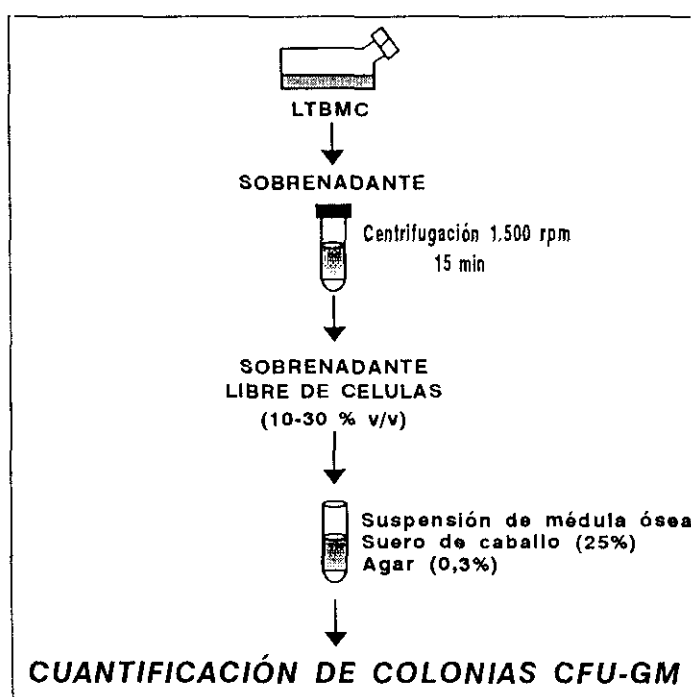 LTBMC
SOBRENADANTE
Centrifugación 1.500 rpm
15 min
SOBRENADANTE
LIBRE DE CELULAS
(10-30 % v/v)
Suspensión de médula ósea
Suero de caballo (25%)
Agar (0,3%)
CUANTIFICACIÓN DE COLONIAS CFU-GM